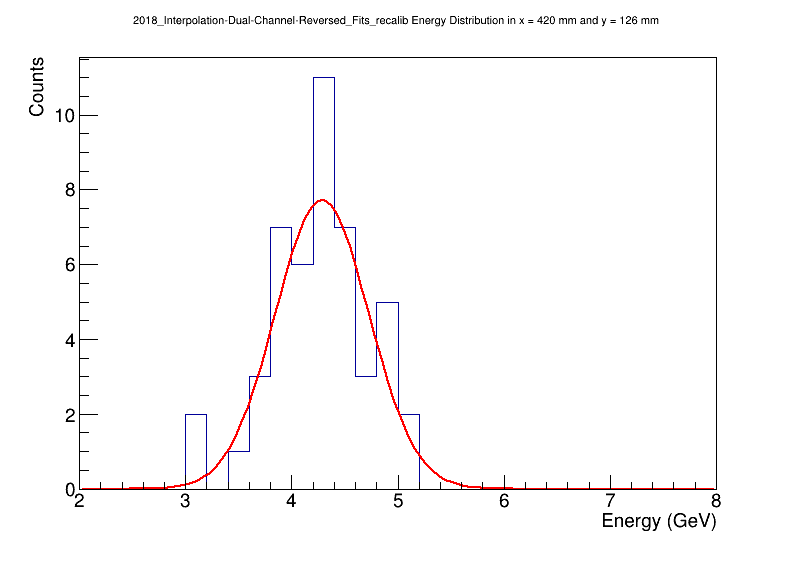 2018_Interpolation-Dual-Channel-Reversed_Fits_recalib Energy Distribution in x = 420 mm and y = 126 mm
Counts
10
8
6
4
2
0
2 3 4 5 6 7 8
Energy (GeV)